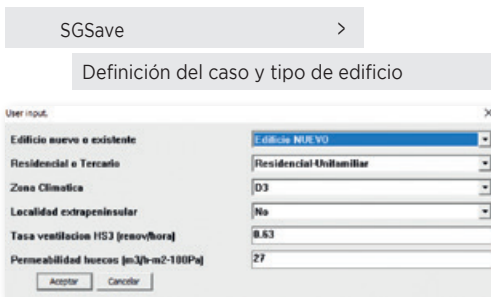 SGSave >
Definición del caso y tipo de edificio
User input.
Edificio nuevo o existente Edificio NUEVO
Residencial o Terciario Residencial-Unifamiliar
Zona Climatica D3
Localidad extrapeninsular No
Tasa ventilacion HS3 [renov/hora] 0.63
Permeabilidad huecos [m3/h-m2-100Pa] 27
Aceptar Cancelar